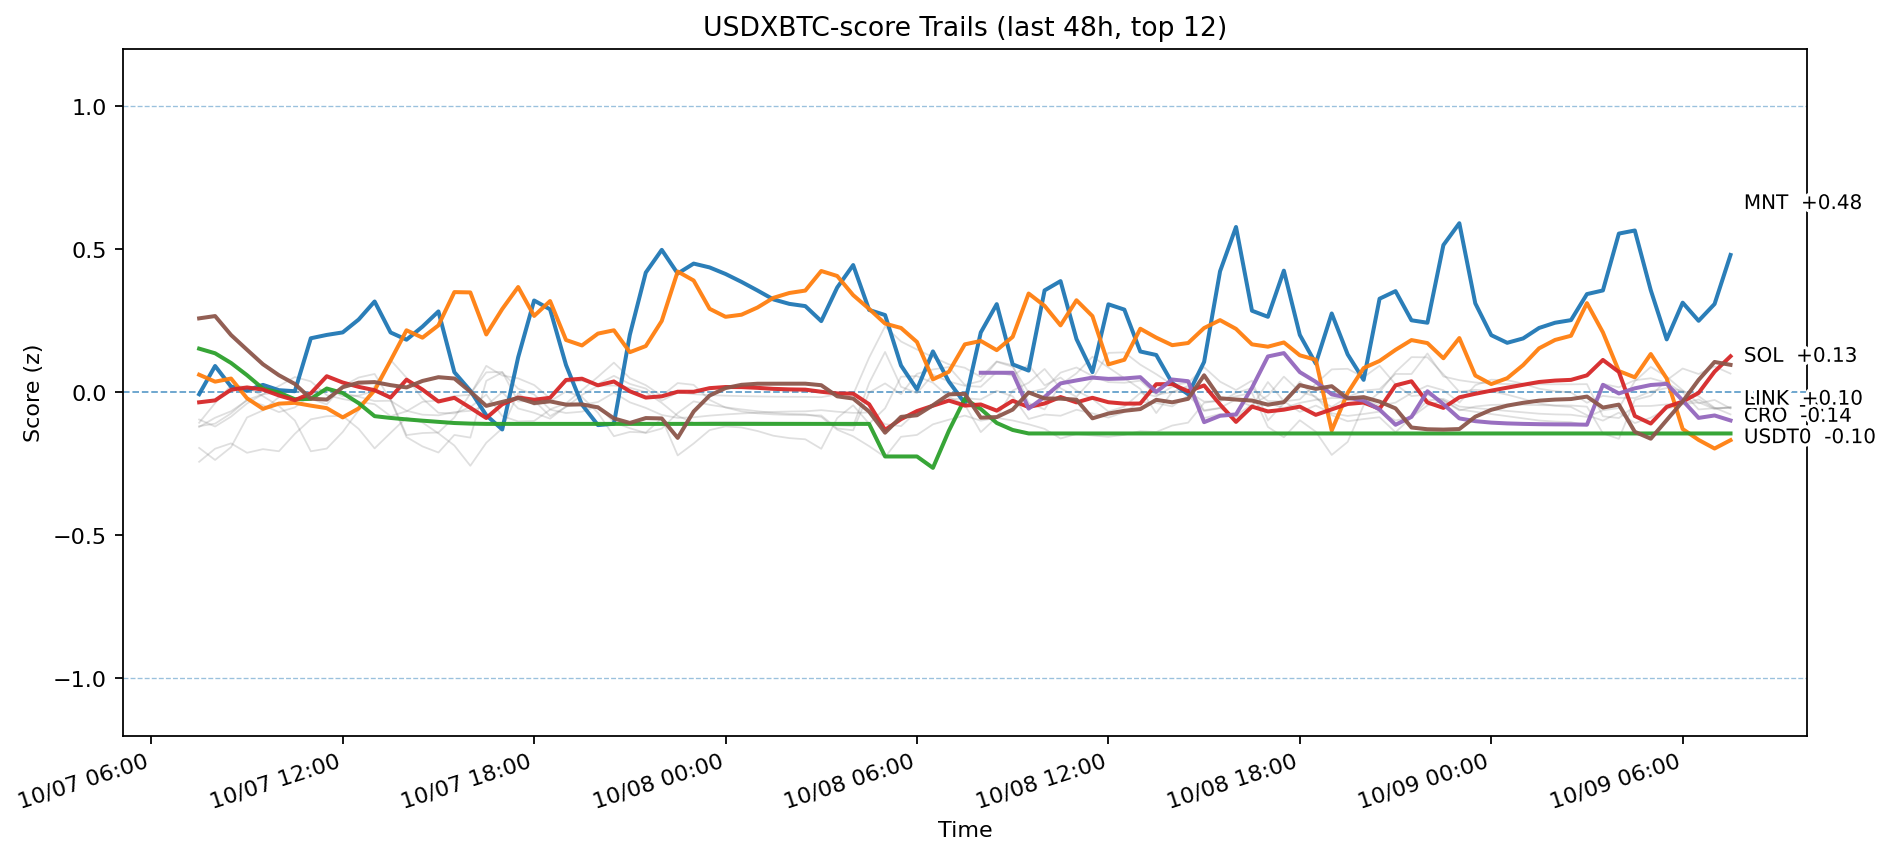 USDXBTC-score Trails (last 48h, top 12)
Score (z)
1.0
0.5
0.0
−0.5
−1.0
MNT +0.48
SOL +0.13
LINK +0.10
CRO -0.14
USDT0 -0.10
10/07 06:00
10/07 12:00
10/07 18:00
10/08 00:00
10/08 06:00
10/08 12:00
10/08 18:00
10/09 00:00
10/09 06:00
Time